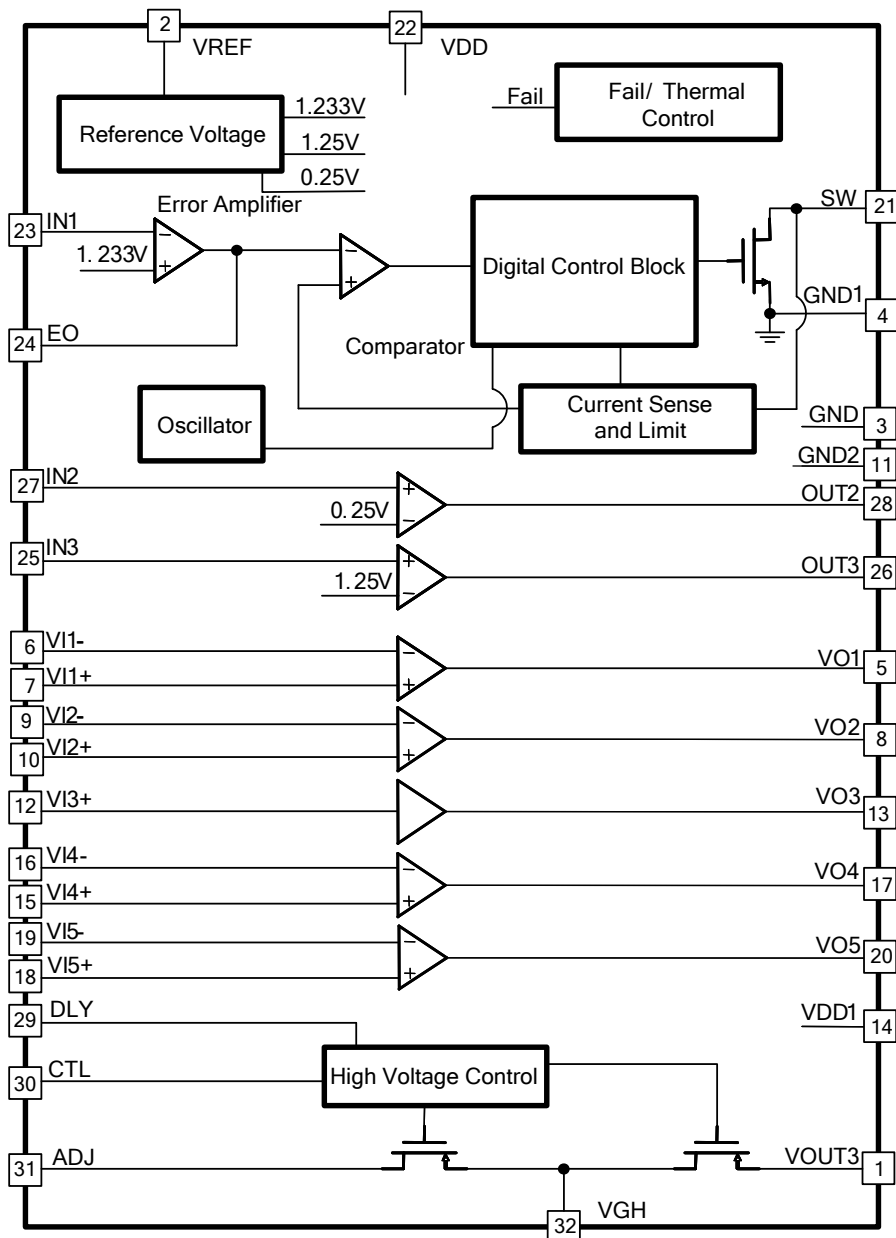 2
VREF
22
VDD
Reference Voltage
1.233V
1.25V
0.25V
Fail
Fail/ Thermal
Control
23
IN1
Error Amplifier
−
1.233V
+
−
+
Digital Control Block
SW
21
GND1
4
24
EO
Comparator
Oscillator
Current Sense
and Limit
GND
3
GND2
11
27
IN2
+
0.25V
−
OUT2
28
25
IN3
+
1.25V
−
OUT3
26
6
VI1-
−
7
VI1+
+
VO1
5
9
VI2-
−
10
VI2+
+
VO2
8
12
VI3+
VO3
13
16
VI4-
−
15
VI4+
+
VO4
17
19
VI5-
−
18
VI5+
+
VO5
20
29
DLY
VDD1
14
30
CTL
High Voltage Control
31
ADJ
VOUT3
1
VGH
32